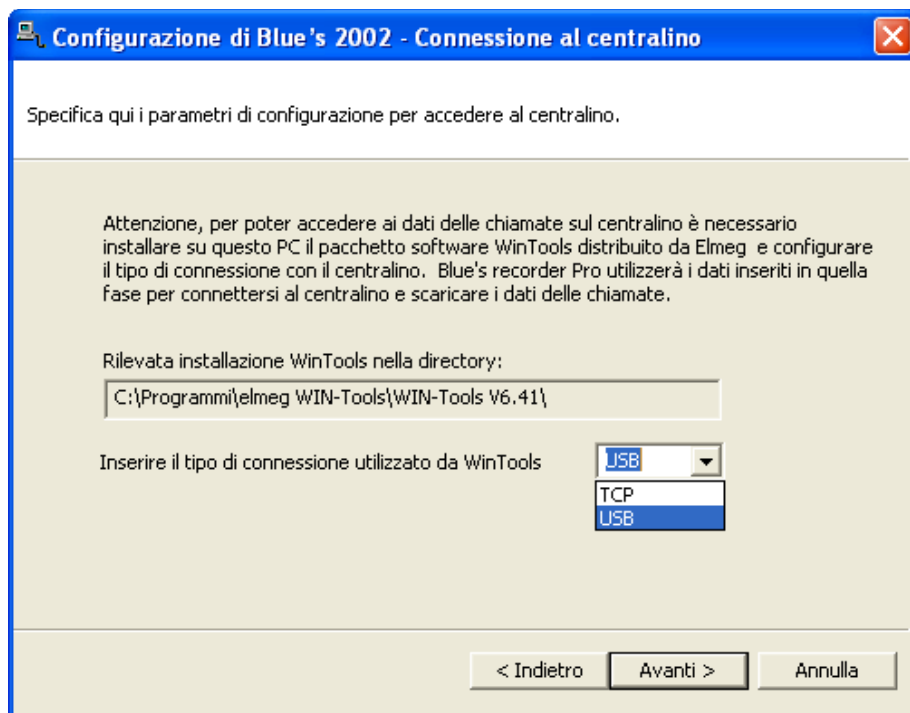 Configurazione di Blue's 2002 - Connessione al centralino
Specifica qui i parametri di configurazione per accedere al centralino.
Attenzione, per poter accedere ai dati delle chiamate sul centralino è necessario
installare su questo PC il pacchetto software WinTools distribuito da Elmeg e configurare
il tipo di connessione con il centralino. Blue's recorder Pro utilizzerà i dati inseriti in quella
fase per connettersi al centralino e scaricare i dati delle chiamate.
Rilevata installazione WinTools nella directory:
C:\Programmi\elmeg WIN-Tools\WIN-Tools V6.41\
Inserire il tipo di connessione utilizzato da WinTools
USB
TCP
USB
< Indietro
Avanti >
Annulla